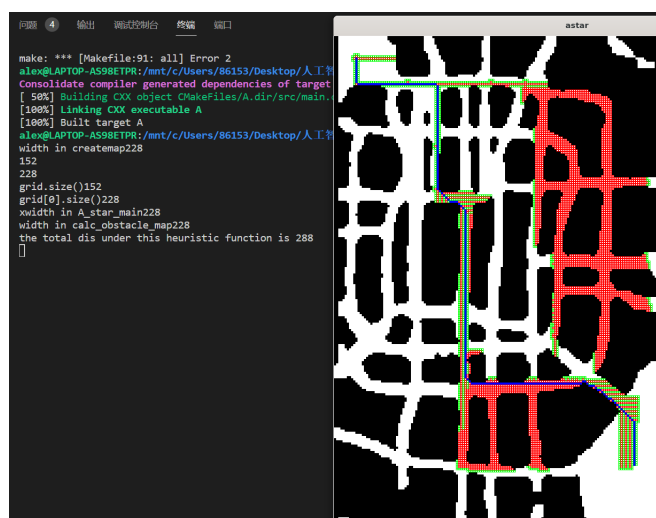 问题 4 输出 调试控制台 终端 端口
astar
make: *** [Makefile:91: all] Error 2
alex@LAPTOP-AS98ETPR:/mnt/c/Users/86153/Desktop/人工智
Consolidate compiler generated dependencies of target
[ 50%] Building CXX object CMakeFiles/A.dir/src/main.
[100%] Linking CXX executable A
[100%] Built target A
alex@LAPTOP-AS98ETPR:/mnt/c/Users/86153/Desktop/人工智
width in createmap228
152
228
grid.size()152
grid[0].size()228
xwidth in A_star_main228
width in calc_obstacle_map228
the total dis under this heuristic function is 288